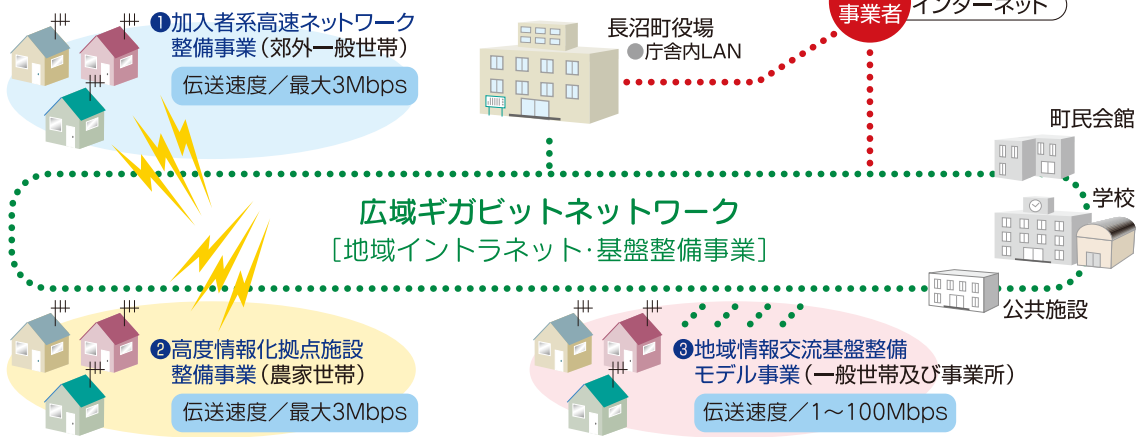 ❶加入者系高速ネットワーク
整備事業（郊外一般世帯）
伝送速度／最大3Mbps
長沼町役場
●庁舎内LAN
事業者
インターネット
町民会館
学校
公共施設
広域ギガビットネットワーク
［地域イントラネット・基盤整備事業］
❷高度情報化拠点施設
整備事業（農家世帯）
伝送速度／最大3Mbps
❸地域情報交流基盤整備
モデル事業（一般世帯及び事業所）
伝送速度／1～100Mbps